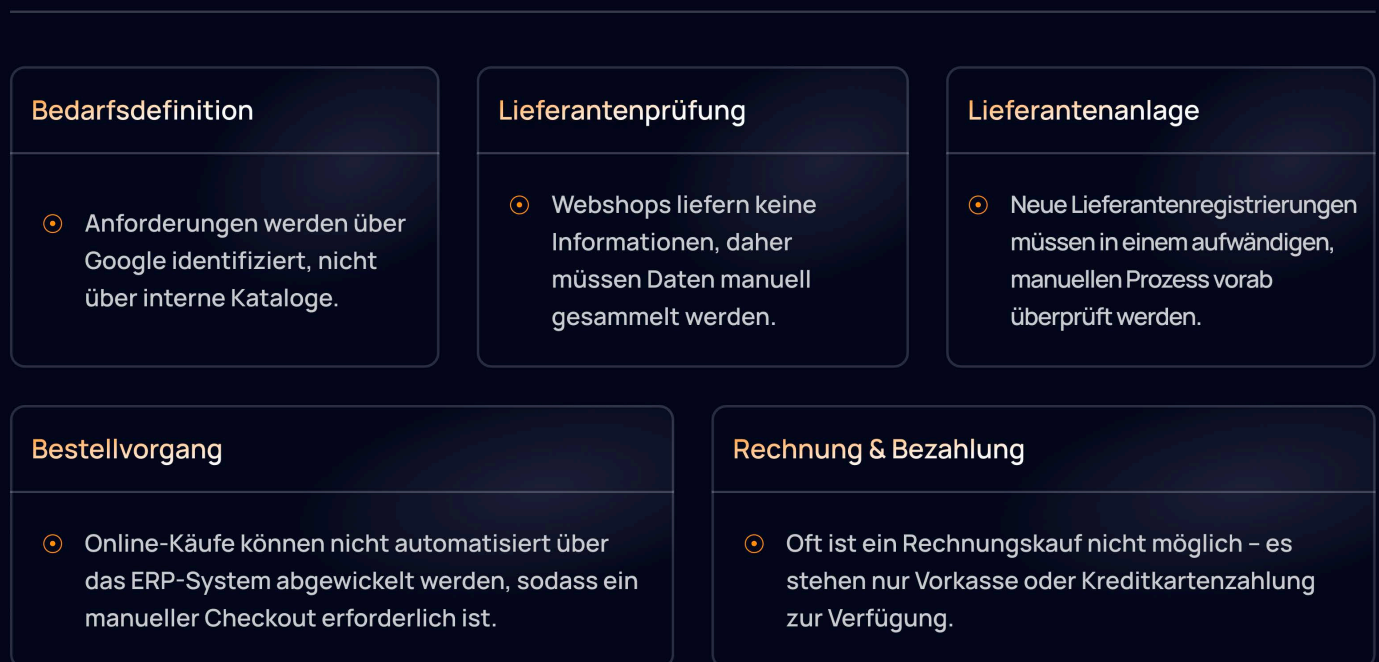 Bedarfsdefinition
Anforderungen werden über
Google identifiziert, nicht
über interne Kataloge.
Lieferantenprüfung
Webshops liefern keine
Informationen, daher
müssen Daten manuell
gesammelt werden.
Lieferantenanlage
Neue Lieferantenregistrierungen
müssen in einem aufwändigen,
manuellen Prozess vorab
überprüft werden.
Bestellvorgang
Online-Käufe können nicht automatisiert über
das ERP-System abgewickelt werden, sodass ein
manueller Checkout erforderlich ist.
Rechnung & Bezahlung
Oft ist ein Rechnungskauf nicht möglich – es
stehen nur Vorkasse oder Kreditkartenzahlung
zur Verfügung.